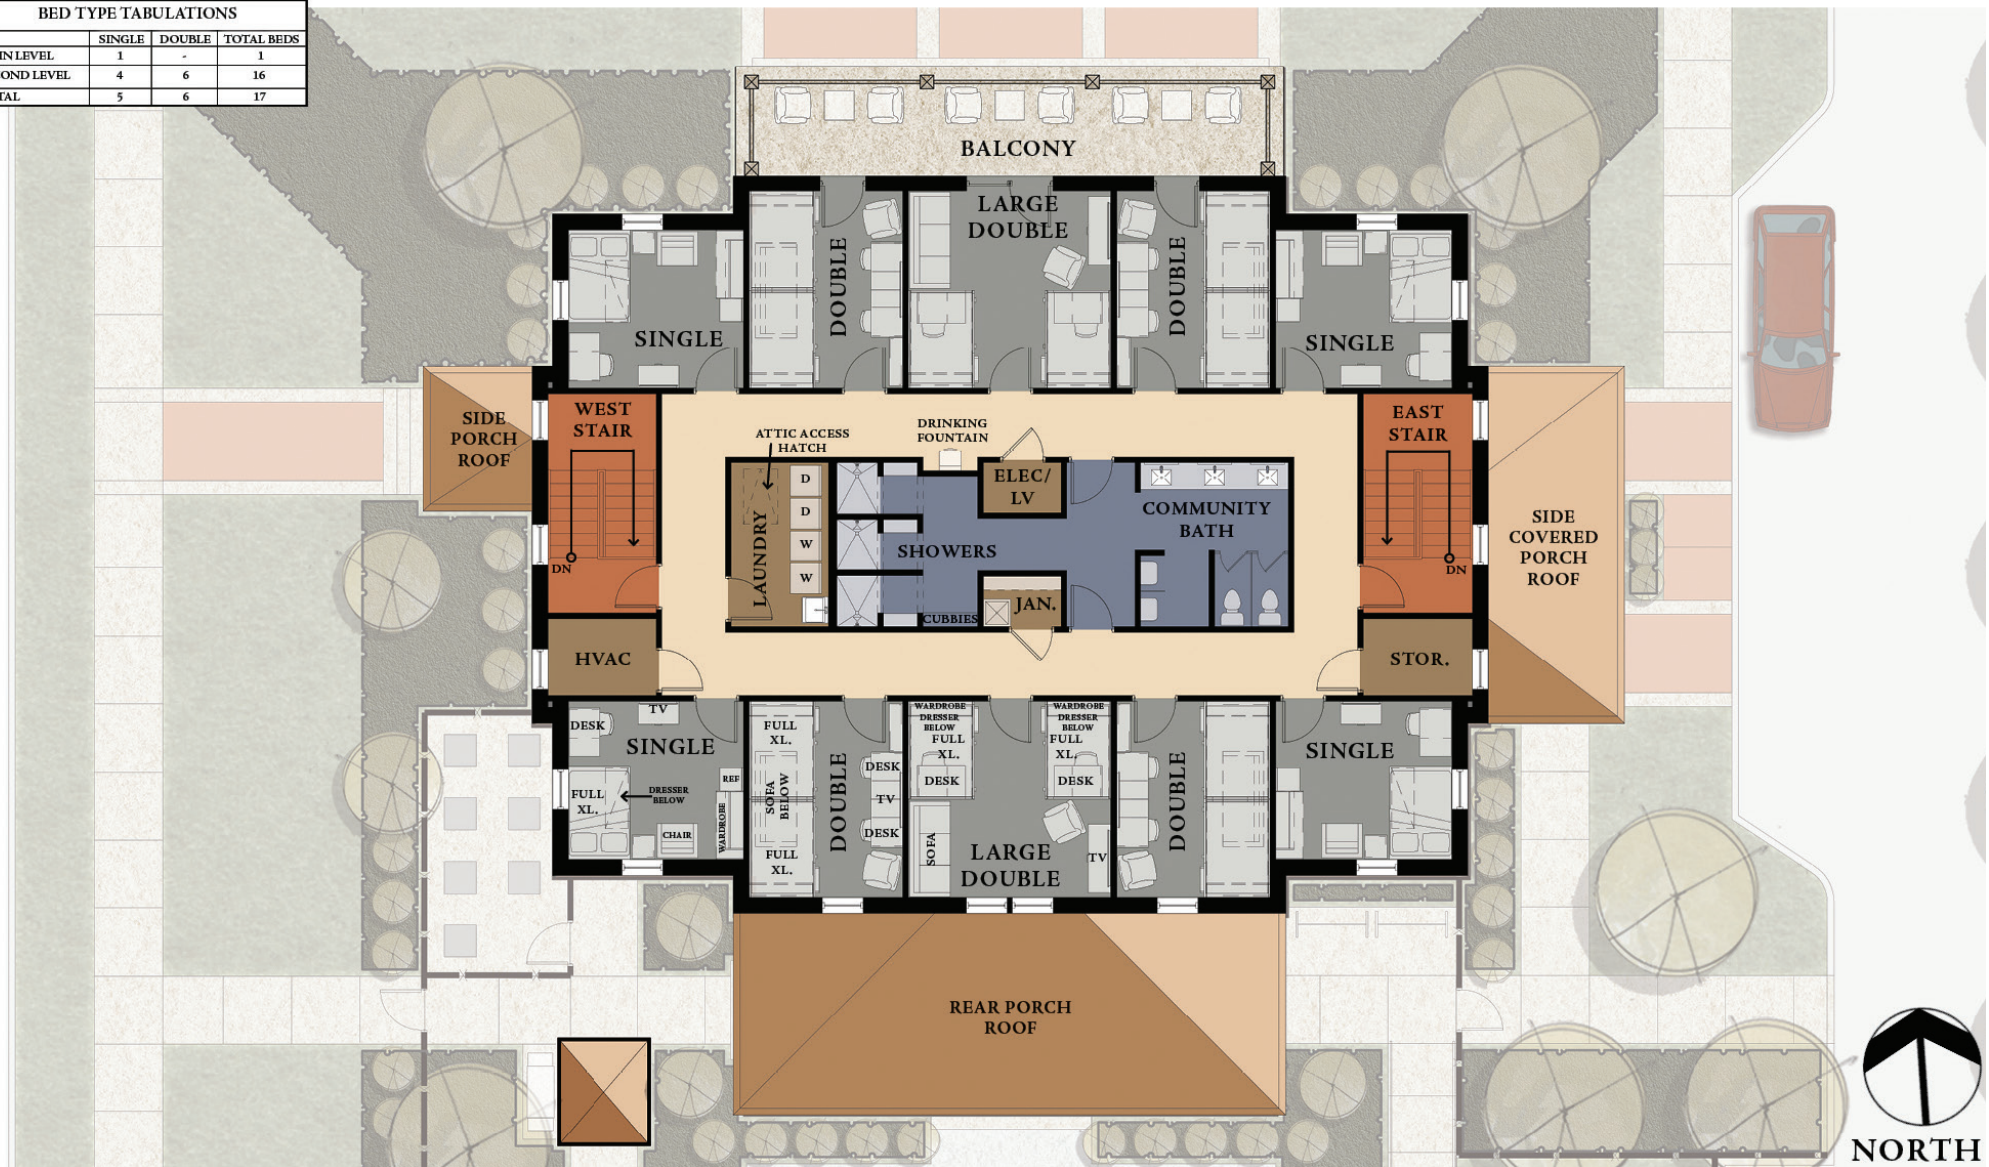 BED TYPE TABULATIONS
SINGLE DOUBLE TOTAL BEDS
IN LEVEL 1 - 1
OND LEVEL 4 6 16
TAL 5 6 17
BALCONY
LARGE
DOUBLE
DOUBLE
DOUBLE
SINGLE
SINGLE
SIDE
PORCH
ROOF
WEST
STAIR
DN
ATTIC ACCESS
HATCH
DRINKING
FOUNTAIN
EAST
STAIR
DN
LAUNDRY
D
D
W
W
ELEC/
LV
SHOWERS
COMMUNITY
BATH
CUBBIES
JAN.
SIDE
COVERED
PORCH
ROOF
HVAC
STOR.
DESK
TV
SINGLE
FULL
XL.
DRESSER
BELOW
REF
WARDROBE
CHAIR
FULL
XL.
SOFA
BELOW
FULL
XL.
DOUBLE
DESK
TV
DESK
WARDROBE
DRESSER
BELOW
FULL
XL.
DESK
WARDROBE
DRESSER
BELOW
FULL
XL.
DESK
SOFA
TV
LARGE
DOUBLE
DOUBLE
SINGLE
REAR PORCH
ROOF
NORTH